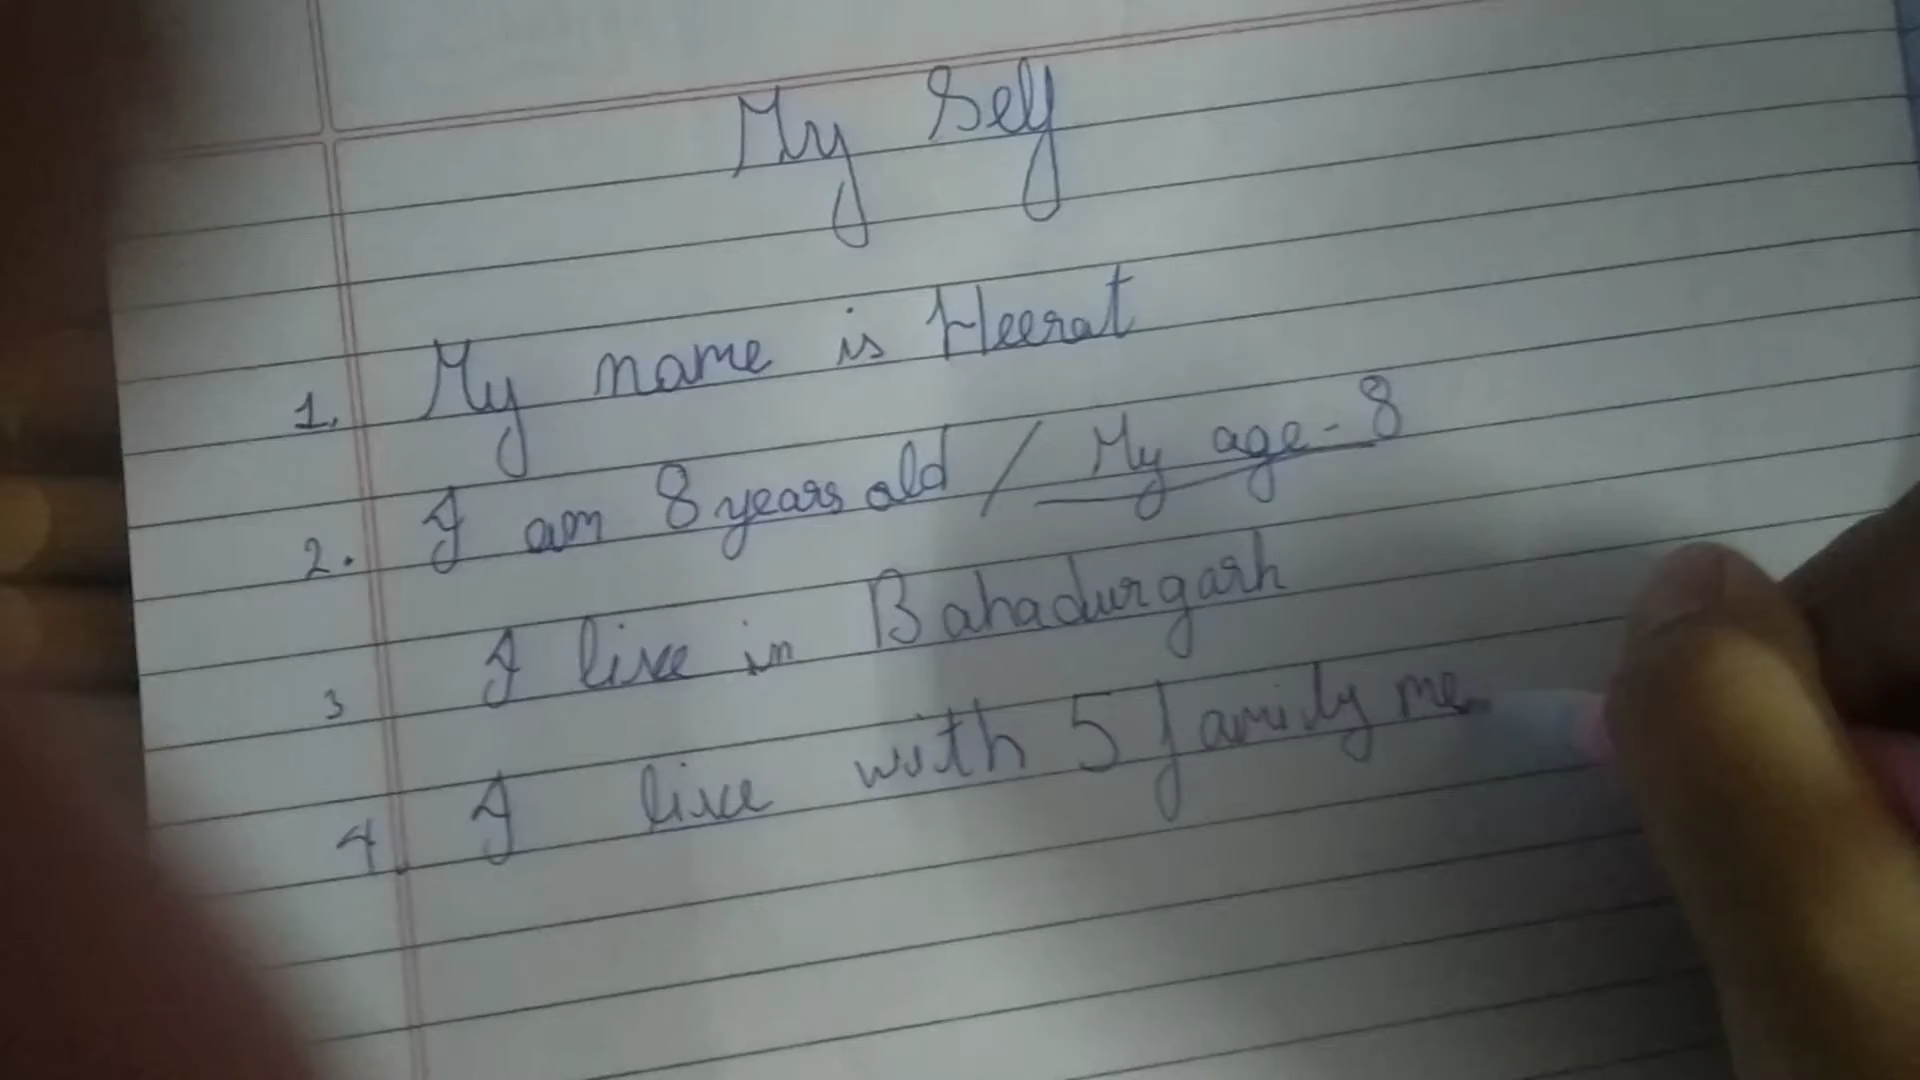 My Self
1. My name is Heerat
2. I am 8 years old / My age - 8
3 I live in Bahadurgarh
4. I live with 5 family me